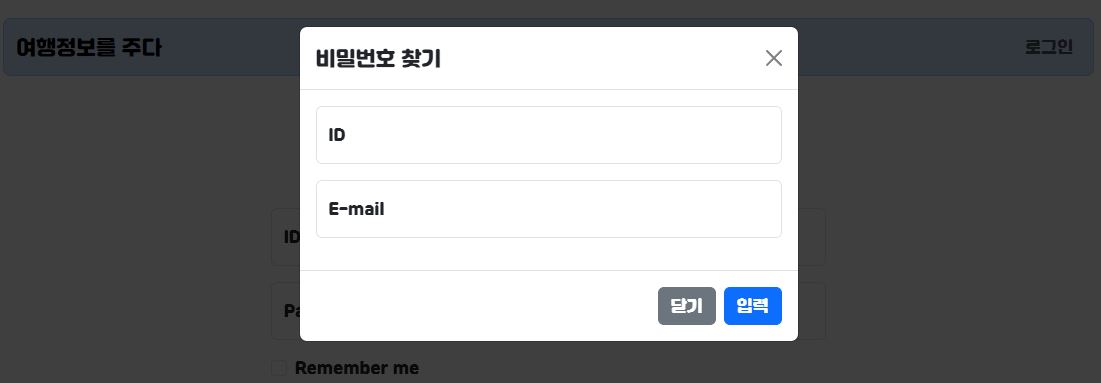 여행정보를 주다
로그인
비밀번호 찾기
ID
E-mail
닫기
입력
ID
Pa
Remember me